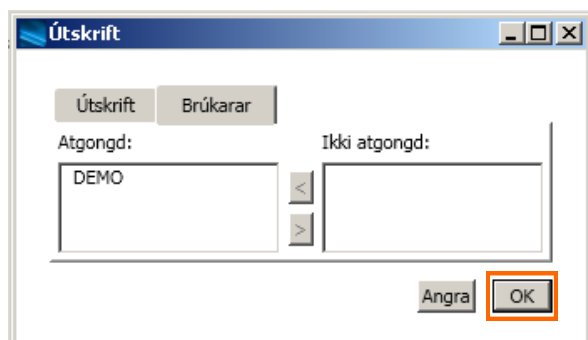 Útskrift
Útskrift Brúkarar
Atgongd: Ikki atgongd:
DEMO
<
>
Angra OK